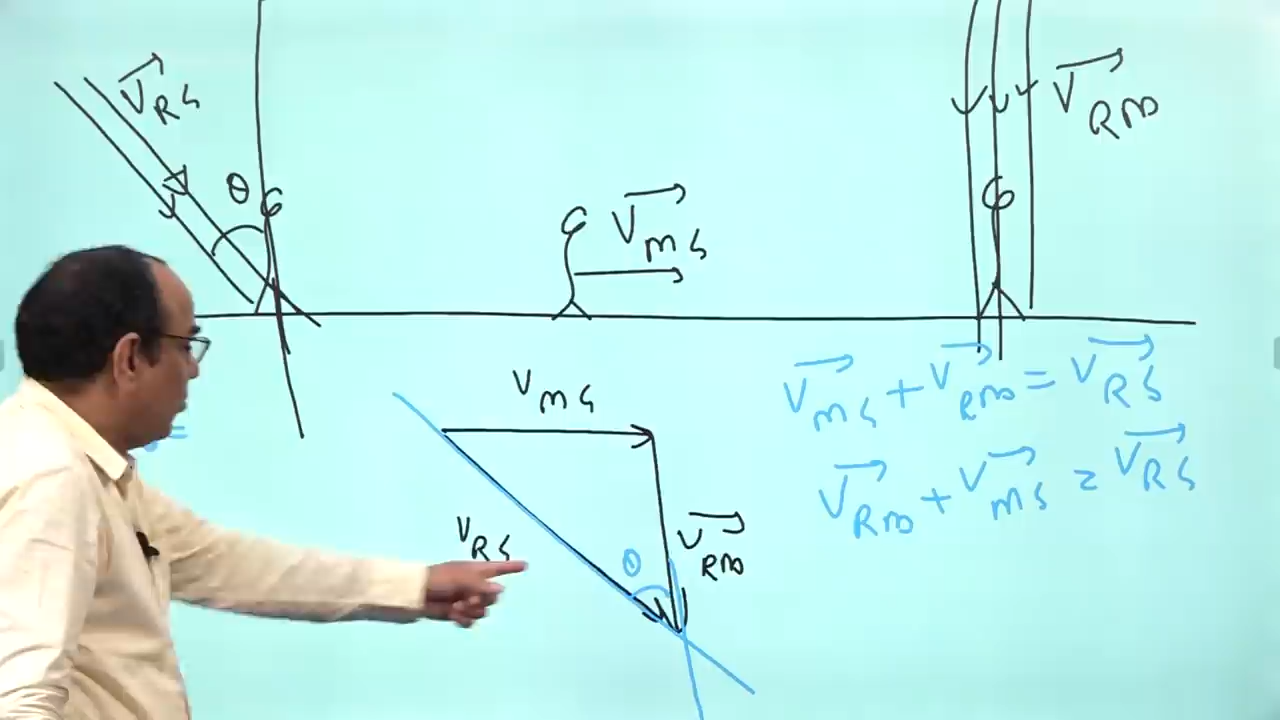 V⃗RS
V⃗Rm
θ
V⃗mS
V⃗mS + V⃗Rm = V⃗RS
VmS
V⃗Rm + V⃗mS = V⃗RS
VRS
θ
V⃗Rm